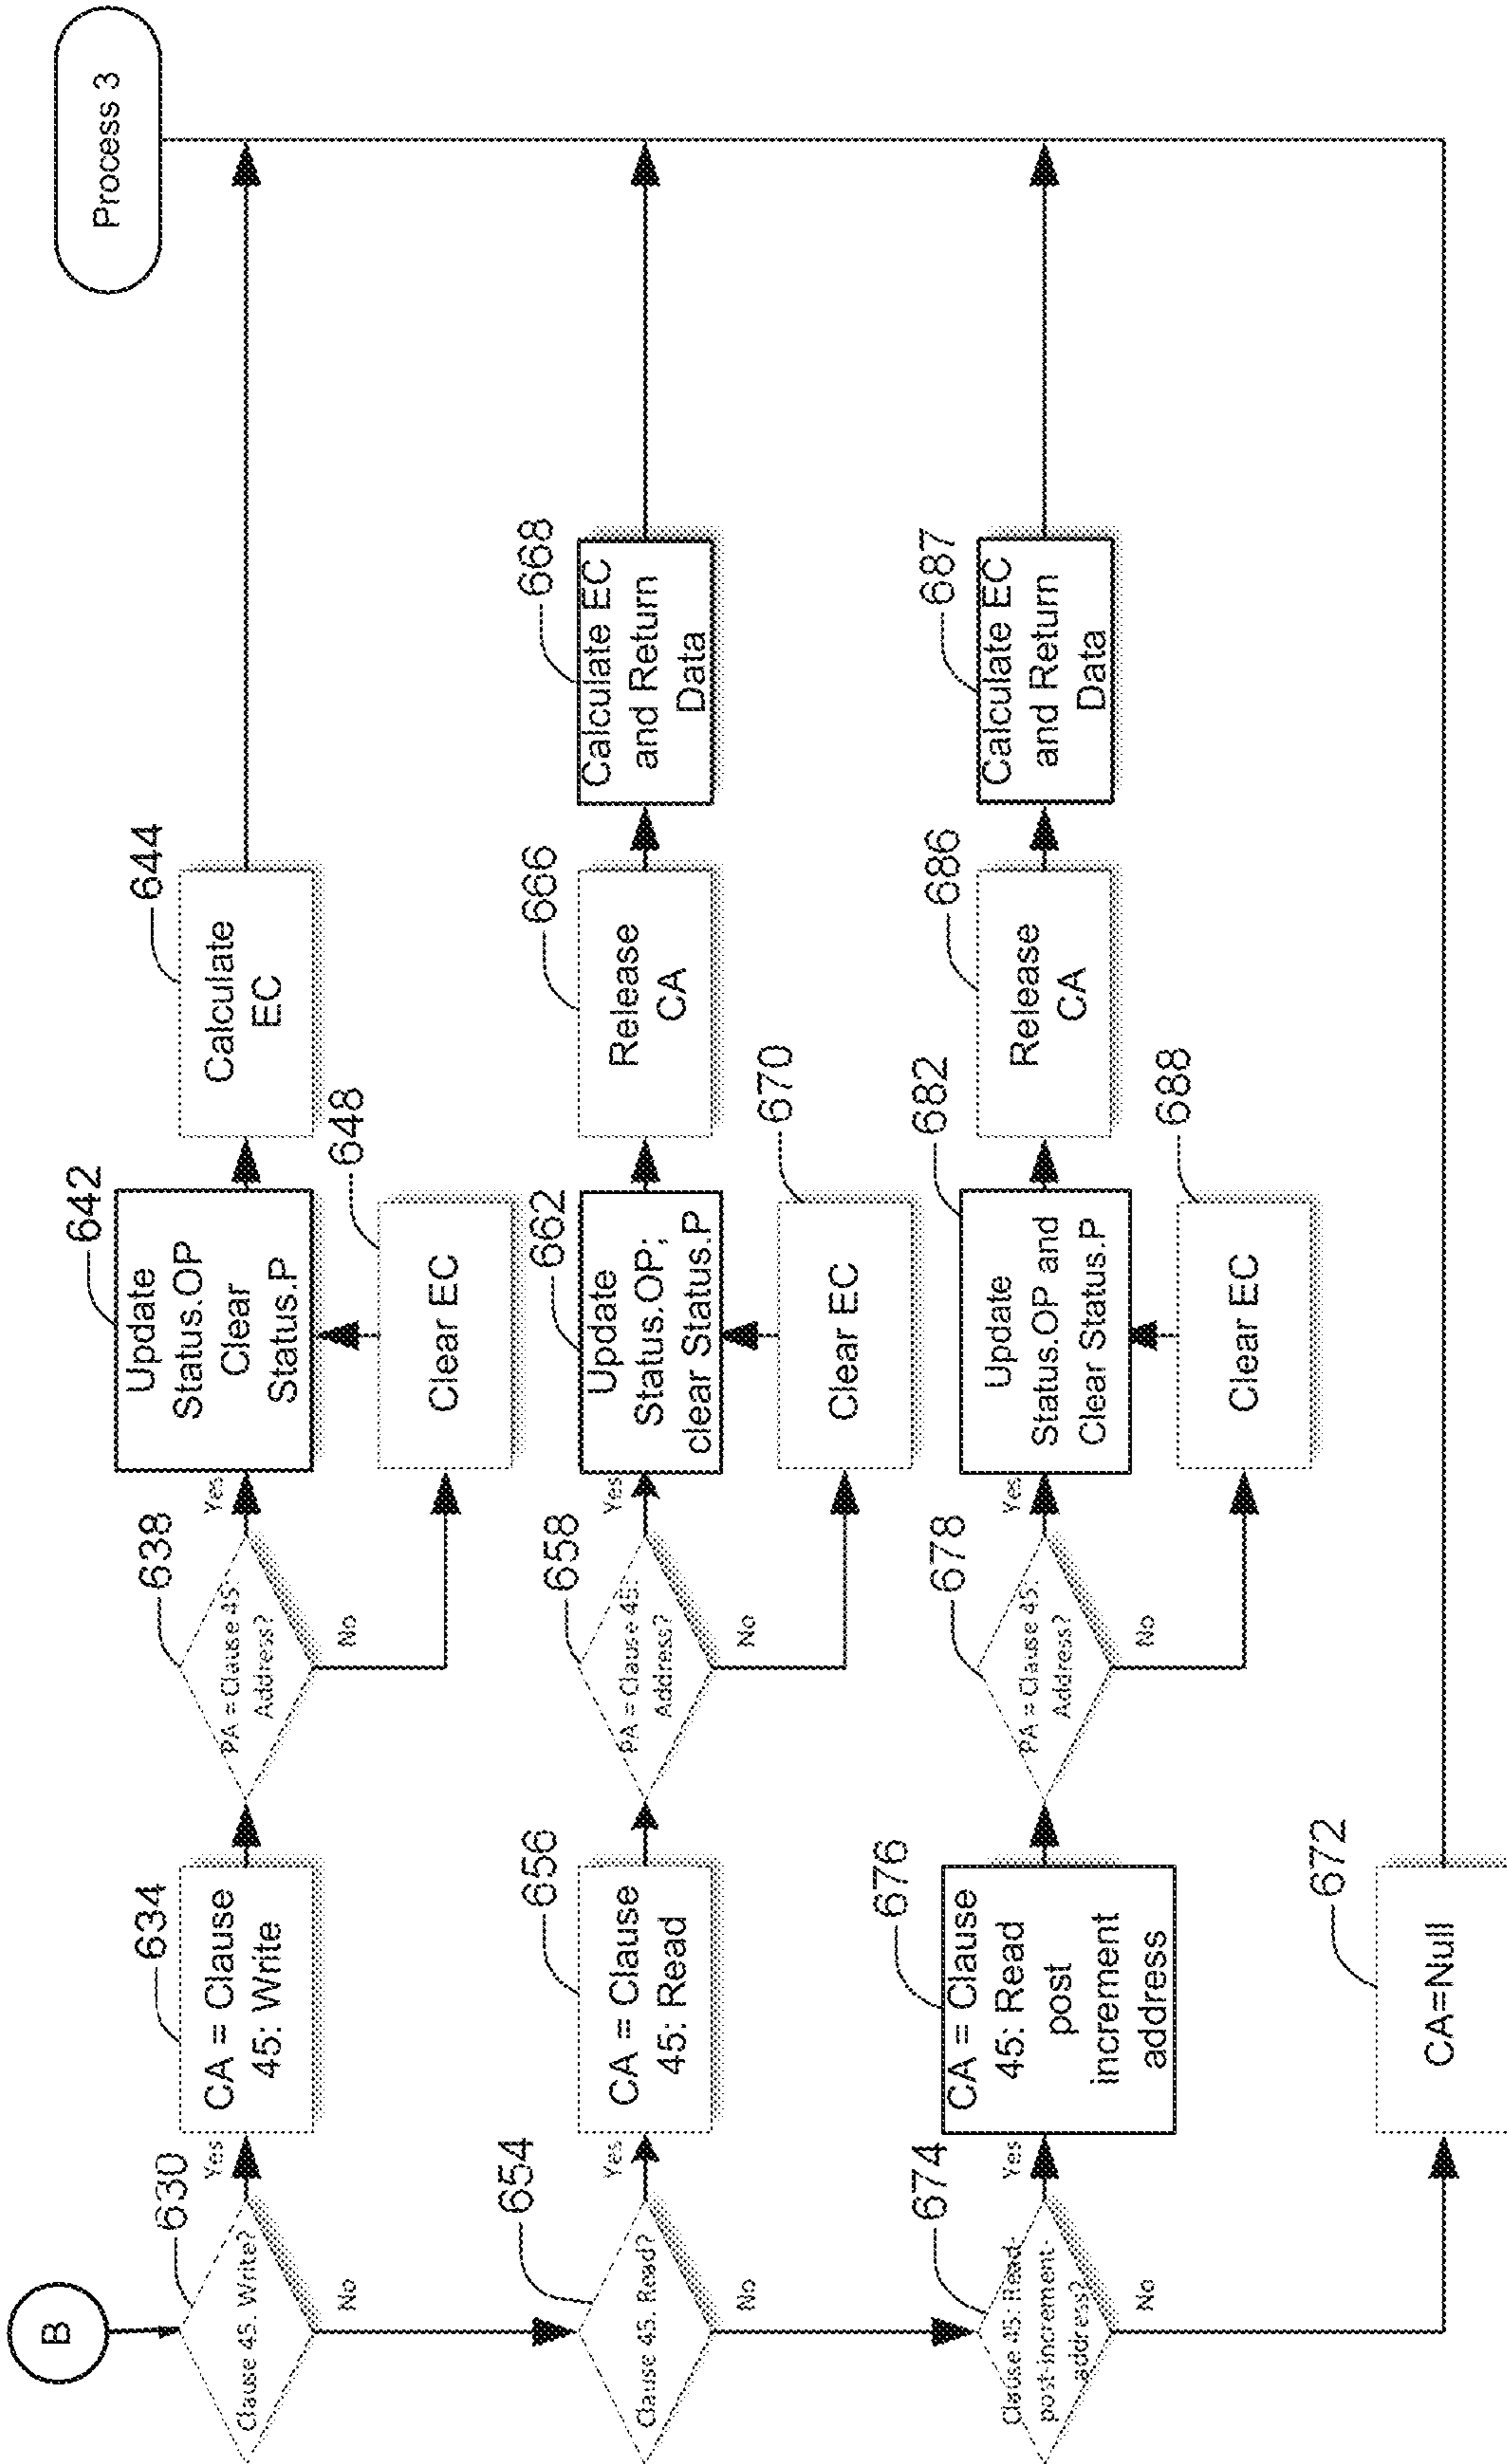 B
Process 3
630
Clause 45. Write?
Yes
No
634
CA = Clause
45: Write
638
PA = Clause 45:
Address?
Yes
No
642
Update
Status.OP
Clear
Status.P
644
Calculate
EC
648
Clear EC
654
Clause 45. Read?
Yes
No
656
CA = Clause
45: Read
658
PA = Clause 45:
Address?
Yes
No
662
Update
Status.OP;
clear Status.P
666
Release
CA
668
Calculate EC
and Return
Data
670
Clear EC
674
Clause 45: Read-
post-increment-
address?
Yes
No
676
CA = Clause
45: Read
post
increment
address
678
PA = Clause 45:
Address?
Yes
No
682
Update
Status.OP and
Clear Status.P
686
Release
CA
687
Calculate EC
and Return
Data
688
Clear EC
672
CA=Null